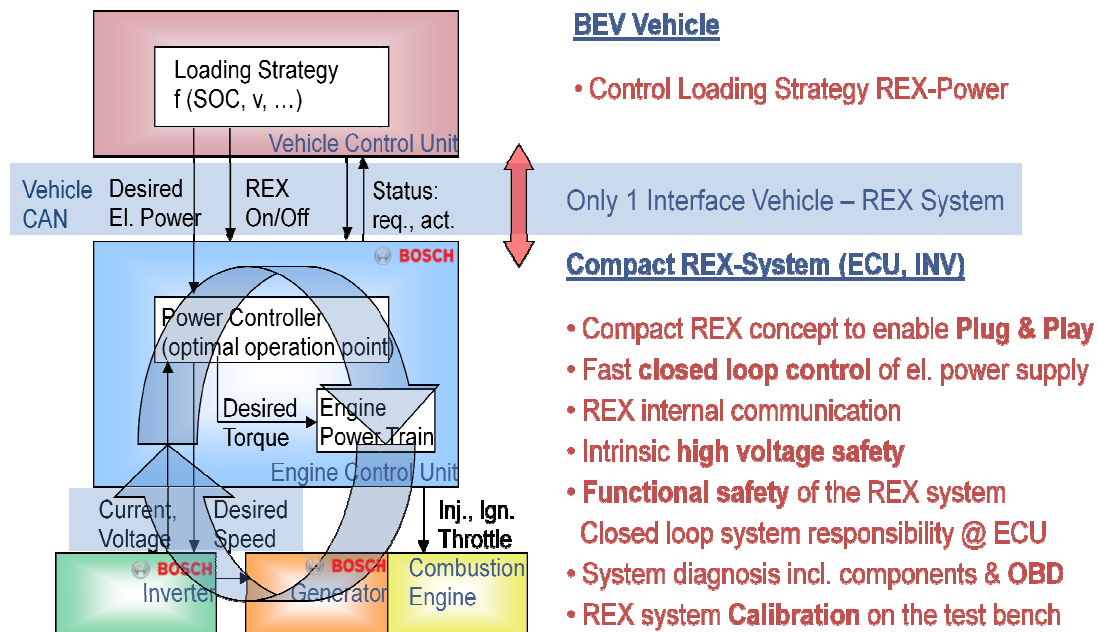 Loading Strategy
f (SOC, v, …)
Vehicle Control Unit
Vehicle
CAN
Desired
El. Power
REX
On/Off
Status:
req., act.
BOSCH
Power Controller
(optimal operation point)
Desired
Torque
Engine
Power Train
Engine Control Unit
Current,
Voltage
Desired
Speed
Inj., Ign.
Throttle
BOSCH
Inverter
BOSCH
Generator
Combustion
Engine
BEV Vehicle
• Control Loading Strategy REX-Power
Only 1 Interface Vehicle – REX System
Compact REX-System (ECU, INV)
• Compact REX concept to enable Plug & Play
• Fast closed loop control of el. power supply
• REX internal communication
• Intrinsic high voltage safety
• Functional safety of the REX system
Closed loop system responsibility @ ECU
• System diagnosis incl. components & OBD
• REX system Calibration on the test bench